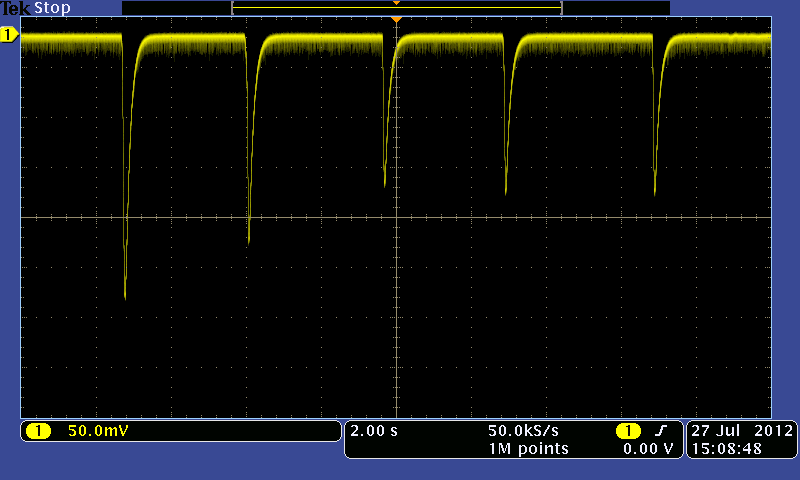 Tek Stop
1
1 50.0mV
2.00 s 50.0kS/s 1 27 Jul 2012
1M points 0.00 V 15:08:48